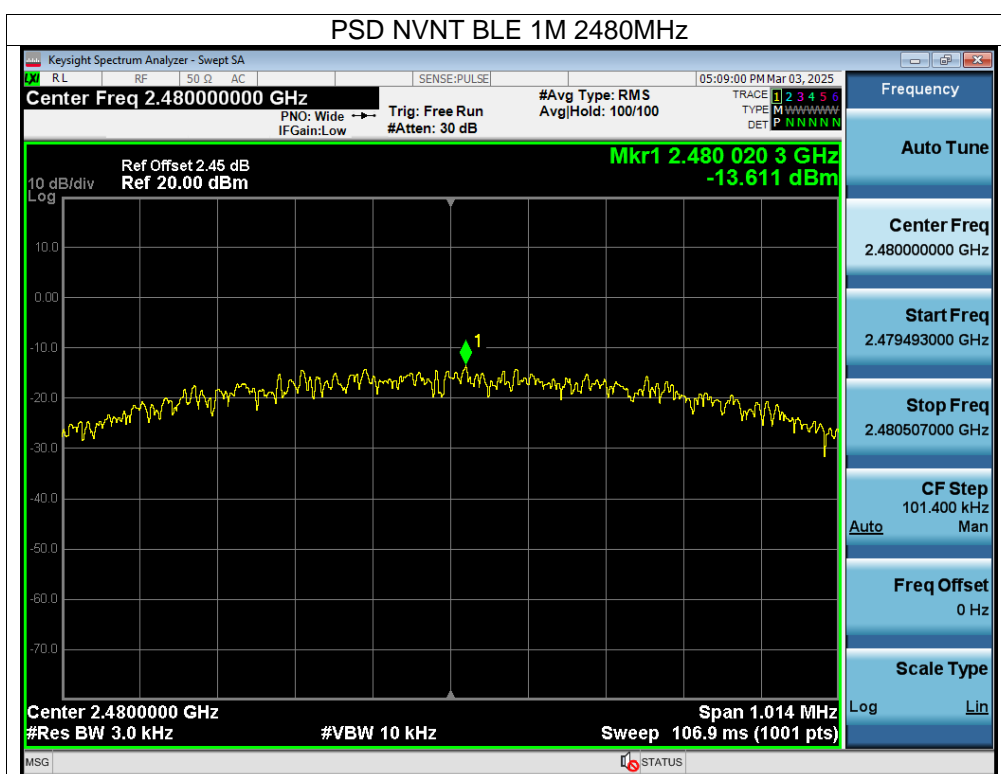 PSD NVNT BLE 1M 2480MHz
Keysight Spectrum Analyzer - Swept SA
LXI RL RF 50 Ω AC SENSE:PULSE 05:09:00 PM Mar 03, 2025
Center Freq 2.480000000 GHz
PNO: Wide
IFGain:Low
Trig: Free Run
#Atten: 30 dB
#Avg Type: RMS
Avg|Hold: 100/100
TRACE 1 2 3 4 5 6
TYPE M W W W W W
DET P N N N N N
Ref Offset 2.45 dB
Ref 20.00 dBm
10 dB/div
Log
Mkr1 2.480 020 3 GHz
-13.611 dBm
10.0
0.00
-10.0
-20.0
-30.0
-40.0
-50.0
-60.0
-70.0
1
Center 2.4800000 GHz
#Res BW 3.0 kHz
#VBW 10 kHz
Span 1.014 MHz
Sweep 106.9 ms (1001 pts)
MSG
STATUS
Frequency
Auto Tune
Center Freq
2.480000000 GHz
Start Freq
2.479493000 GHz
Stop Freq
2.480507000 GHz
CF Step
101.400 kHz
Auto Man
Freq Offset
0 Hz
Scale Type
Log Lin